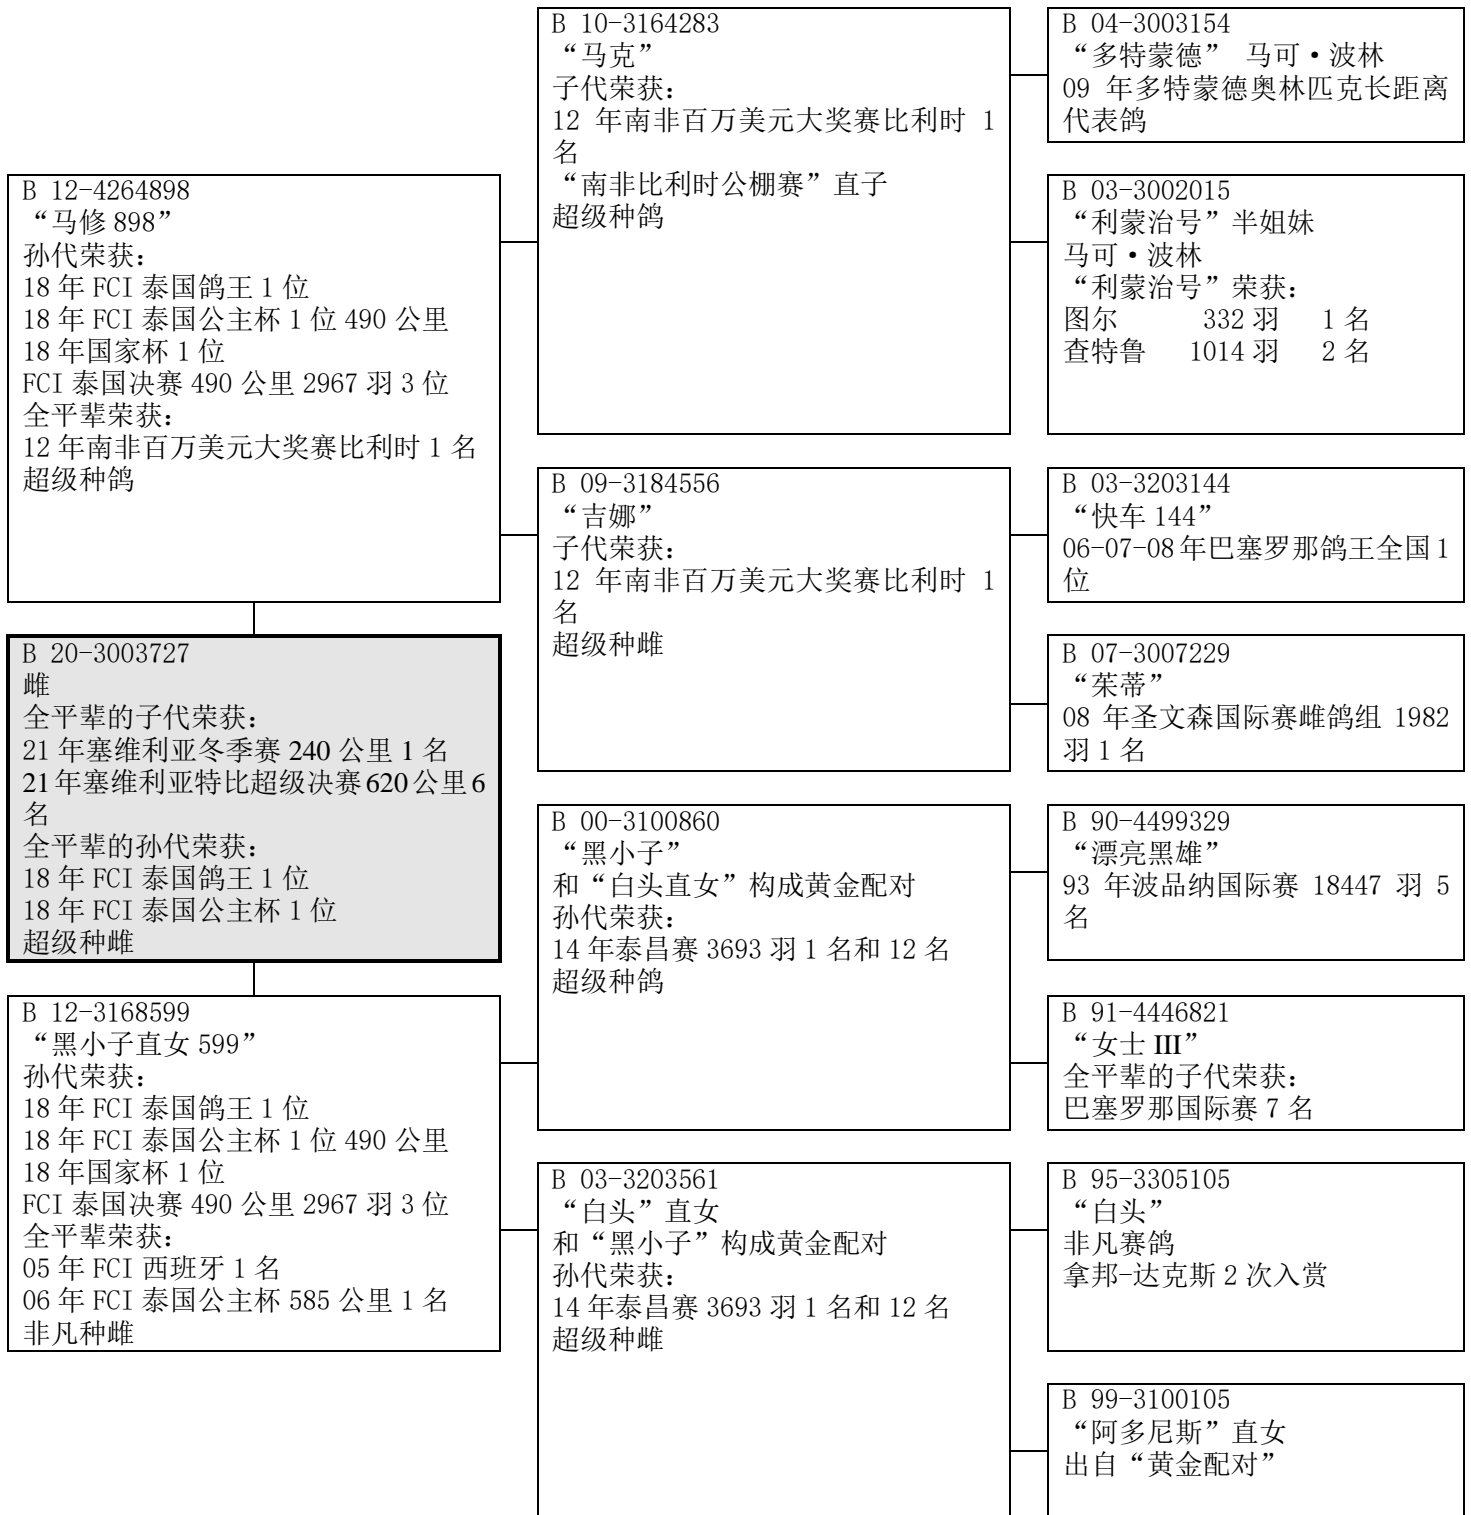 B 12-4264898
“马修 898”
孙代荣获：
18 年 FCI 泰国鸽王 1 位
18 年 FCI 泰国公主杯 1 位 490 公里
18 年国家杯 1 位
FCI 泰国决赛 490 公里 2967 羽 3 位
全平辈荣获：
12 年南非百万美元大奖赛比利时 1 名
超级种鸽
B 20-3003727
雌
全平辈的子代荣获：
21 年塞维利亚冬季赛 240 公里 1 名
21 年塞维利亚特比超级决赛 620 公里 6
名
全平辈的孙代荣获：
18 年 FCI 泰国鸽王 1 位
18 年 FCI 泰国公主杯 1 位
超级种雌
B 12-3168599
“黑小子直女 599”
孙代荣获：
18 年 FCI 泰国鸽王 1 位
18 年 FCI 泰国公主杯 1 位 490 公里
18 年国家杯 1 位
FCI 泰国决赛 490 公里 2967 羽 3 位
全平辈荣获：
05 年 FCI 西班牙 1 名
06 年 FCI 泰国公主杯 585 公里 1 名
非凡种雌
B 10-3164283
“马克”
子代荣获：
12 年南非百万美元大奖赛比利时 1
名
“南非比利时公棚赛”直子
超级种鸽
B 09-3184556
“吉娜”
子代荣获：
12 年南非百万美元大奖赛比利时 1
名
超级种雌
B 00-3100860
“黑小子”
和“白头直女”构成黄金配对
孙代荣获：
14 年泰昌赛 3693 羽 1 名和 12 名
超级种鸽
B 03-3203561
“白头”直女
和“黑小子”构成黄金配对
孙代荣获：
14 年泰昌赛 3693 羽 1 名和 12 名
超级种雌
B 04-3003154
“多特蒙德” 马可·波林
09 年多特蒙德奥林匹克长距离
代表鸽
B 03-3002015
“利蒙治号”半姐妹
马可·波林
“利蒙治号”荣获：
图尔 332 羽 1 名
查特鲁 1014 羽 2 名
B 03-3203144
“快车 144”
06-07-08 年巴塞罗那鸽王全国 1
位
B 07-3007229
“茱蒂”
08 年圣文森国际赛雌鸽组 1982
羽 1 名
B 90-4499329
“漂亮黑雄”
93 年波品纳国际赛 18447 羽 5
名
B 91-4446821
“女士 III”
全平辈的子代荣获：
巴塞罗那国际赛 7 名
B 95-3305105
“白头”
非凡赛鸽
拿邦-达克斯 2 次入赏
B 99-3100105
“阿多尼斯”直女
出自“黄金配对”